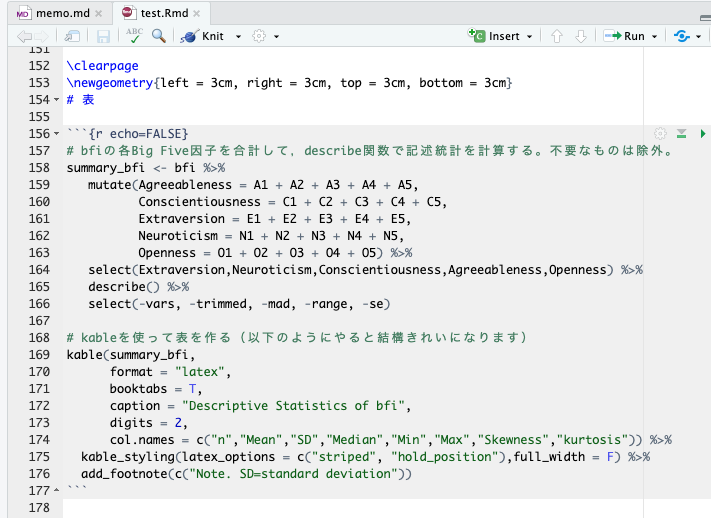 memo.md test.Rmd
ABC Knit Insert Run
151
152 \clearpage
153 \newgeometry{left = 3cm, right = 3cm, top = 3cm, bottom = 3cm}
154 # 表
155
156 ```{r echo=FALSE}
157 # bfiの各Big Five因子を合計して、describe関数で記述統計を計算する。不要なものは除外。
158 summary_bfi <- bfi %>%
159 mutate(Agreeableness = A1 + A2 + A3 + A4 + A5,
160 Conscientiousness = C1 + C2 + C3 + C4 + C5,
161 Extraversion = E1 + E2 + E3 + E4 + E5,
162 Neuroticism = N1 + N2 + N3 + N4 + N5,
163 Openness = O1 + O2 + O3 + O4 + O5) %>%
164 select(Extraversion,Neuroticism,Conscientiousness,Agreeableness,Openness) %>%
165 describe() %>%
166 select(-vars, -trimmed, -mad, -range, -se)
167
168 # kableを使って表を作る（以下のようにやると結構きれいになります）
169 kable(summary_bfi,
170 format = "latex",
171 booktabs = T,
172 caption = "Descriptive Statistics of bfi",
173 digits = 2,
174 col.names = c("n","Mean","SD","Median","Min","Max","Skewness","kurtosis")) %>%
175 kable_styling(latex_options = c("striped", "hold_position"),full_width = F) %>%
176 add_footnote(c("Note. SD=standard deviation"))
177 ```
178